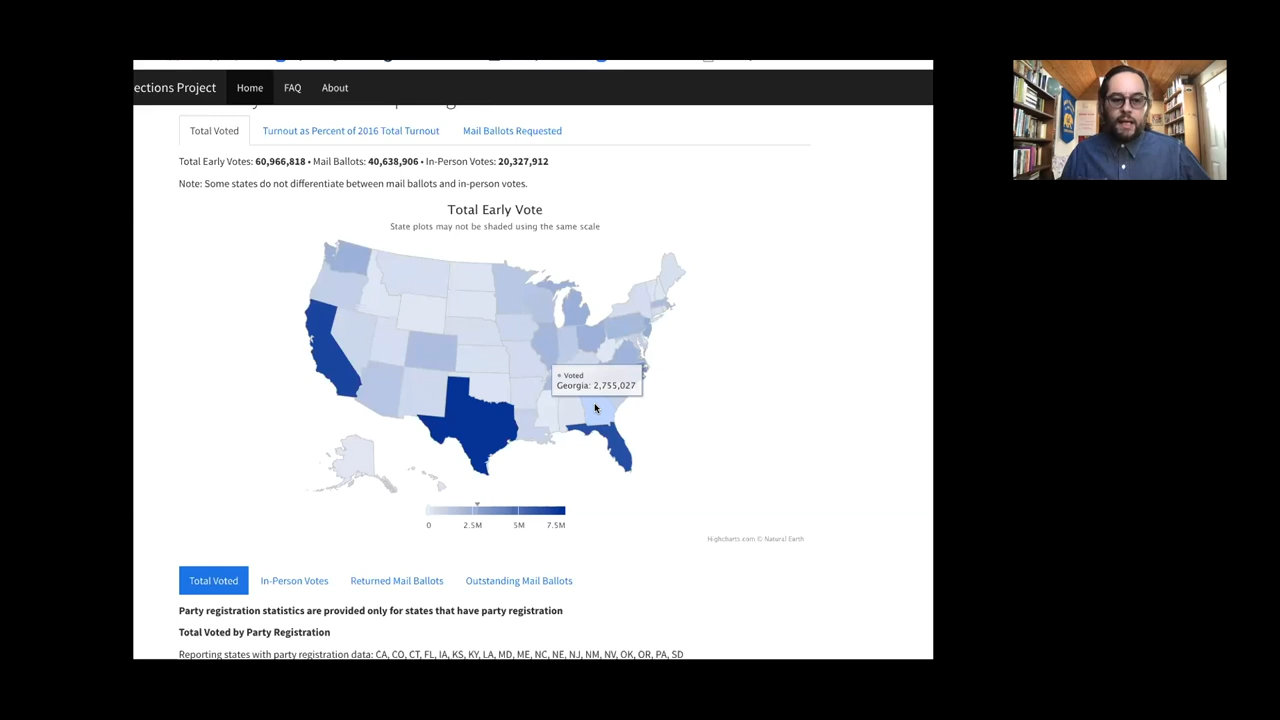 ections Project Home FAQ About
Total Voted Turnout as Percent of 2016 Total Turnout Mail Ballots Requested
Total Early Votes: 60,966,818 • Mail Ballots: 40,638,906 • In-Person Votes: 20,327,912
Note: Some states do not differentiate between mail ballots and in-person votes.
Total Early Vote
State plots may not be shaded using the same scale
Voted
Georgia: 2,755,027
0 2.5M 5M 7.5M
Highcharts.com © Natural Earth
Total Voted In-Person Votes Returned Mail Ballots Outstanding Mail Ballots
Party registration statistics are provided only for states that have party registration
Total Voted by Party Registration
Reporting states with party registration data: CA, CO, CT, FL, IA, KS, KY, LA, MD, ME, NC, NE, NJ, NM, NV, OK, OR, PA, SD